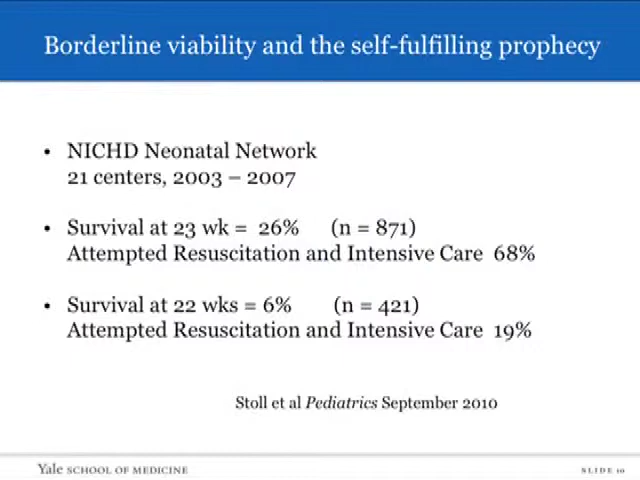 Borderline viability and the self-fulfilling prophecy
• NICHD Neonatal Network
21 centers, 2003 – 2007
• Survival at 23 wk = 26% (n = 871)
Attempted Resuscitation and Intensive Care 68%
• Survival at 22 wks = 6% (n = 421)
Attempted Resuscitation and Intensive Care 19%
Stoll et al Pediatrics September 2010
Yale SCHOOL OF MEDICINE
SLIDE 10